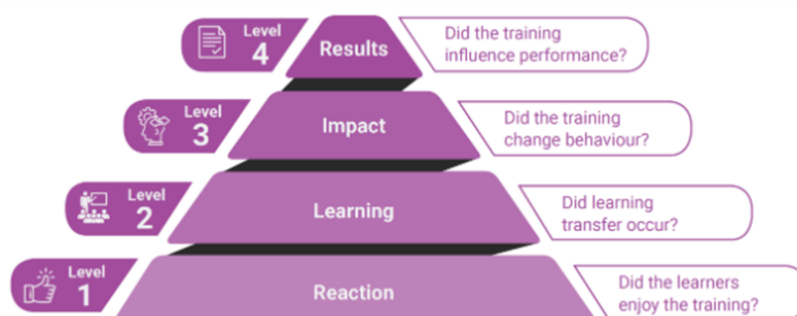 Level
4
Results
Did the training
influence performance?
Level
3
Impact
Did the training
change behaviour?
Level
2
Learning
Did learning
transfer occur?
Level
1
Reaction
Did the learners
enjoy the training?